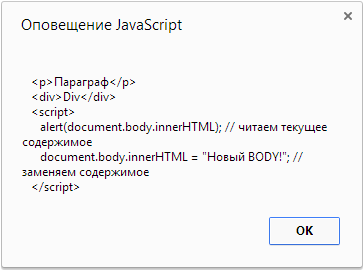 Оповещение JavaScript
<p>Параграф</p>
<div>Div</div>
<script>
alert(document.body.innerHTML); // читаем текущее
содержимое
document.body.innerHTML = "Новый BODY!"; //
заменяем содержимое
</script>
OK